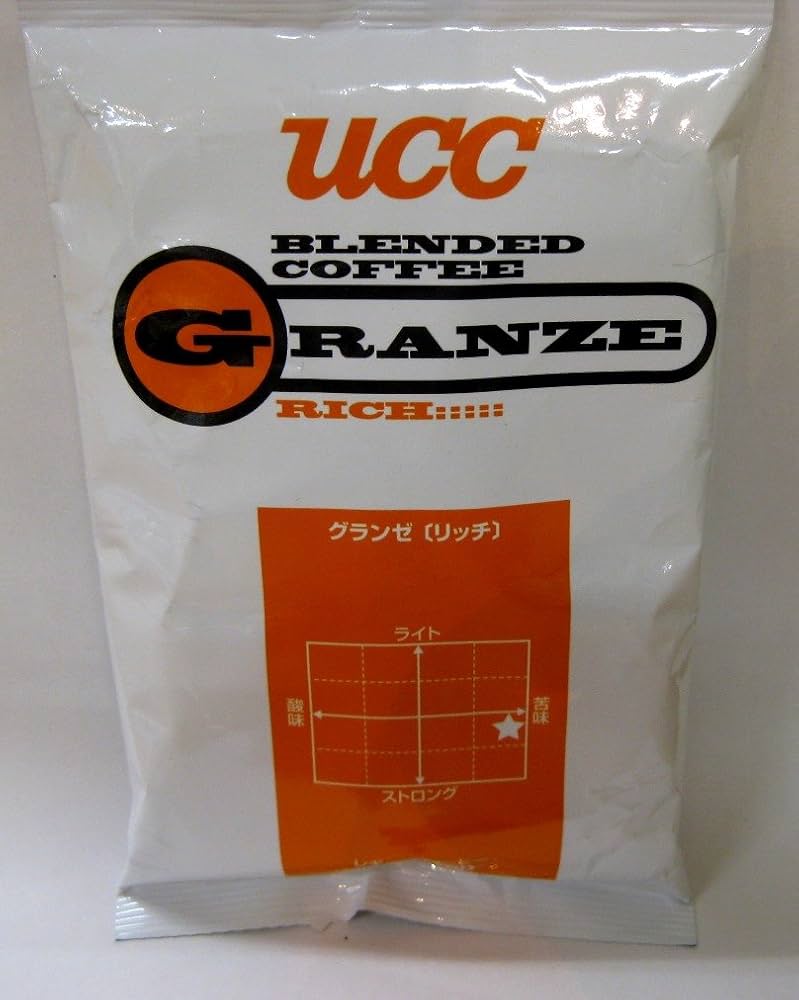 UCC
BLENDED
COFFEE
GRANZE
RICH:::::
グランゼ〔リッチ〕
ライト
酸味
苦味
ストロング